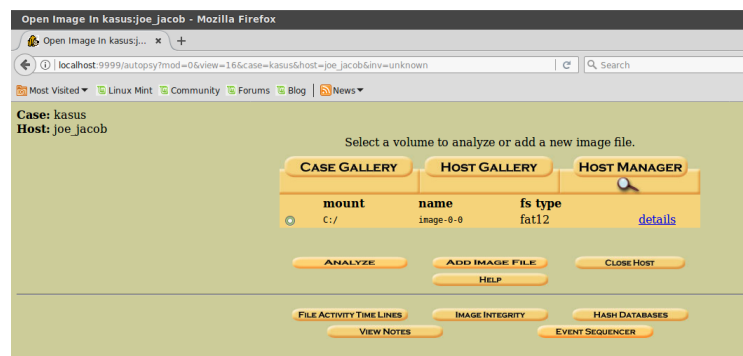 Open Image In kasus:joe_jacob - Mozilla Firefox
Open Image In kasus:j... × +
localhost:9999/autopsy?mod=0&view=16&case=kasus&host=joe_jacob&inv=unknown Search
Most Visited Linux Mint Community Forums Blog News
Case: kasus
Host: joe_jacob
Select a volume to analyze or add a new image file.
CASE GALLERY HOST GALLERY HOST MANAGER
mount name fs type
C:/ image-0-0 fat12 details
ANALYZE ADD IMAGE FILE CLOSE HOST
HELP
FILE ACTIVITY TIME LINES IMAGE INTEGRITY HASH DATABASES
VIEW NOTES EVENT SEQUENCER